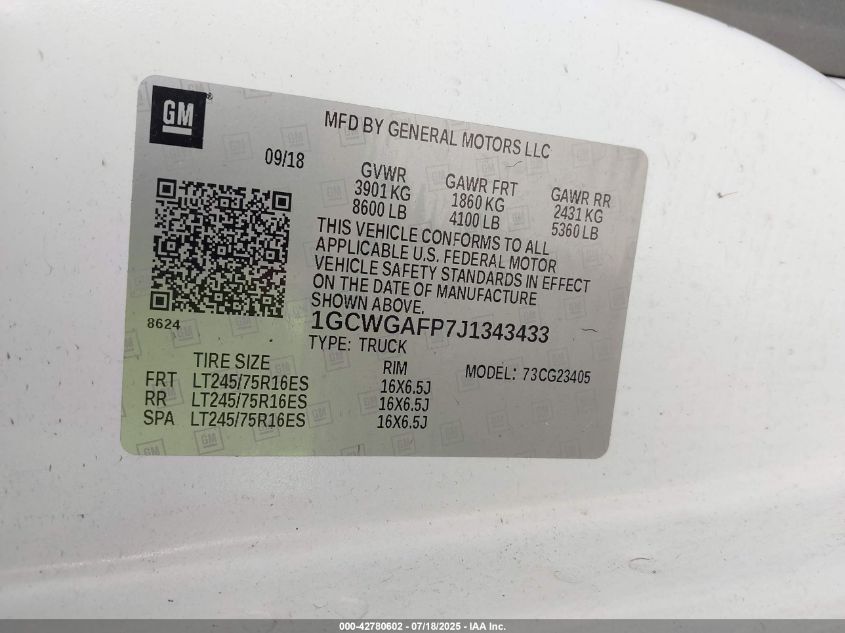 GM
MFD BY GENERAL MOTORS LLC
09/18
GVWR
3901 KG
8600 LB
GAWR FRT
1860 KG
4100 LB
GAWR RR
2431 KG
5360 LB
THIS VEHICLE CONFORMS TO ALL
APPLICABLE U.S. FEDERAL MOTOR
VEHICLE SAFETY STANDARDS IN EFFECT
ON THE DATE OF MANUFACTURE
SHOWN ABOVE.
8624
1GCWGAFP7J1343433
TYPE: TRUCK
TIRE SIZE
RIM
MODEL: 73CG23405
FRT LT245/75R16ES 16X6.5J
RR LT245/75R16ES 16X6.5J
SPA LT245/75R16ES 16X6.5J
000-42780602 - 07/18/2025 - IAA Inc.